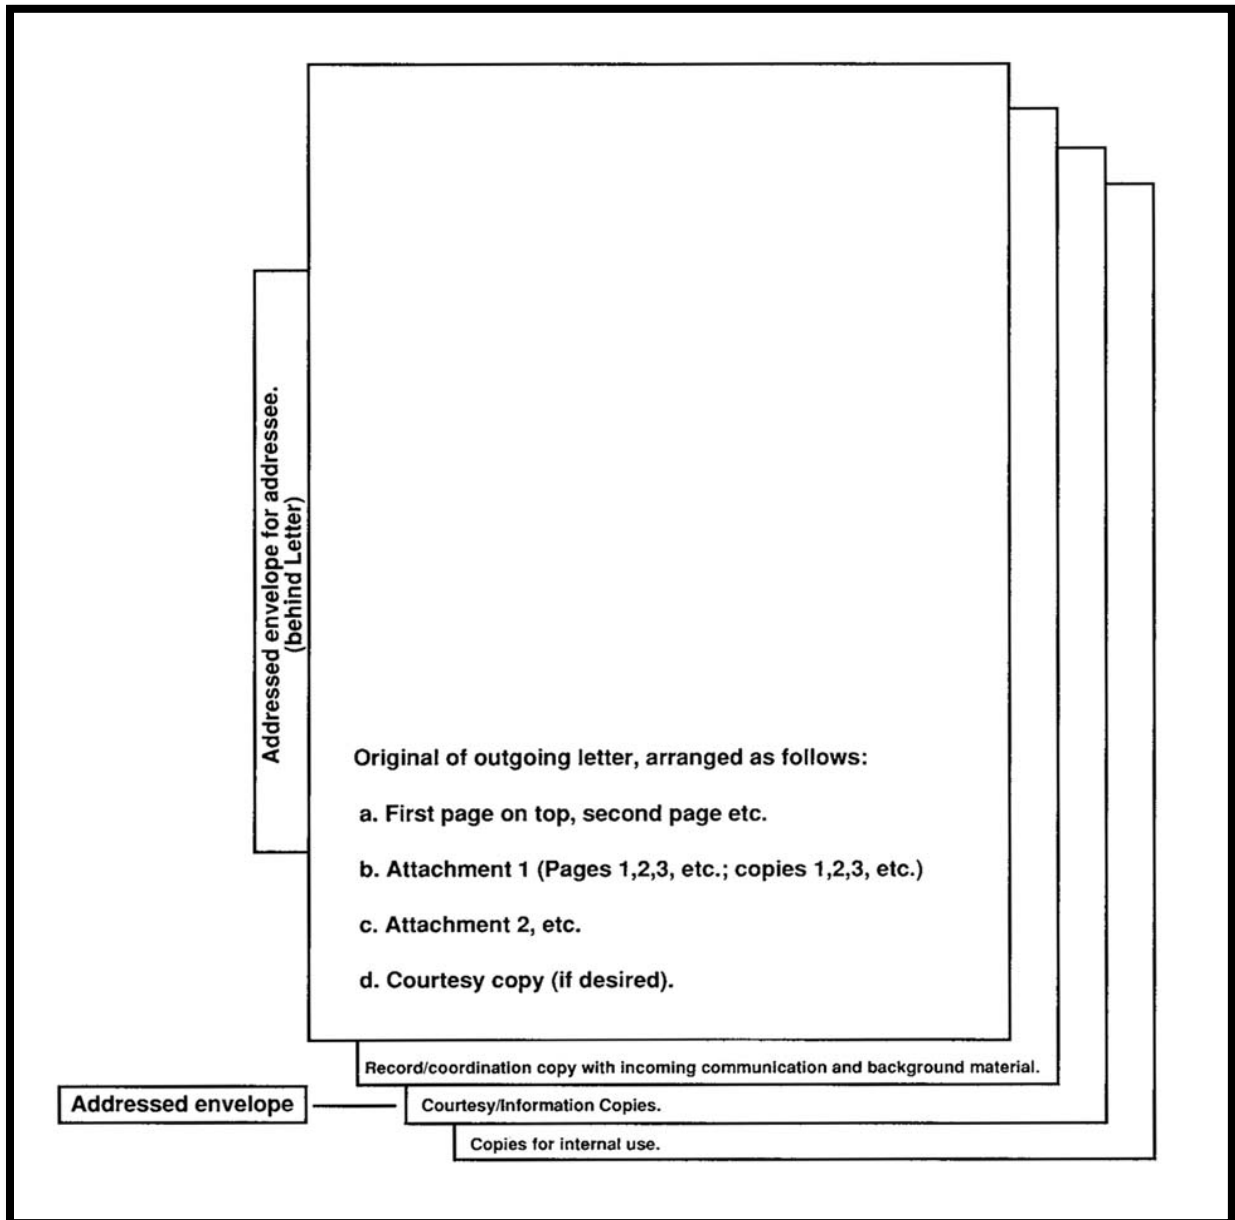 Addressed envelope for addressee.
(behind Letter)
Original of outgoing letter, arranged as follows:
a. First page on top, second page etc.
b. Attachment 1 (Pages 1,2,3, etc.; copies 1,2,3, etc.)
c. Attachment 2, etc.
d. Courtesy copy (if desired).
Record/coordination copy with incoming communication and background material.
Addressed envelope
Courtesy/Information Copies.
Copies for internal use.